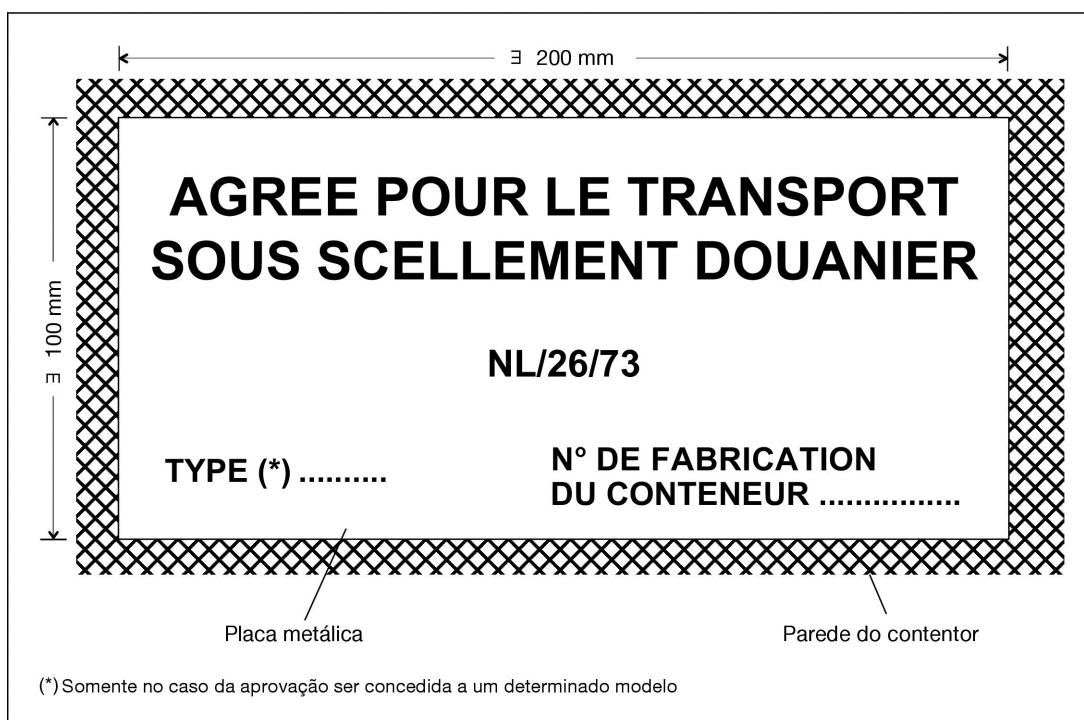 ∃ 200 mm
∃ 100 mm
AGREE POUR LE TRANSPORT
SOUS SCELLEMENT DOUANIER
NL/26/73
TYPE (*) ..........
N° DE FABRICATION
DU CONTENEUR ................
Placa metálica
Parede do contentor
(*) Somente no caso da aprovação ser concedida a um determinado modelo